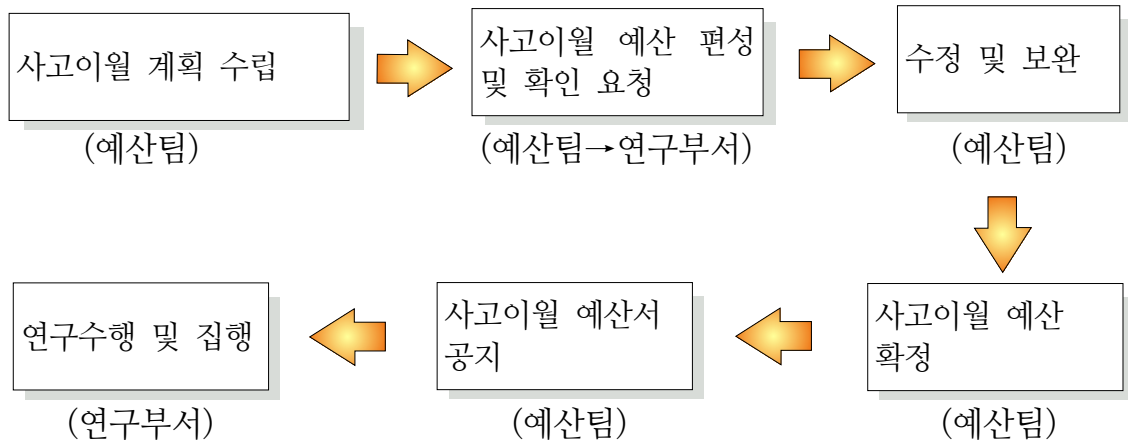 사고이월 계획 수립
(예산팀)
사고이월 예산 편성
및 확인 요청
(예산팀→연구부서)
수정 및 보완
(예산팀)
사고이월 예산
확정
(예산팀)
사고이월 예산서
공지
(예산팀)
연구수행 및 집행
(연구부서)